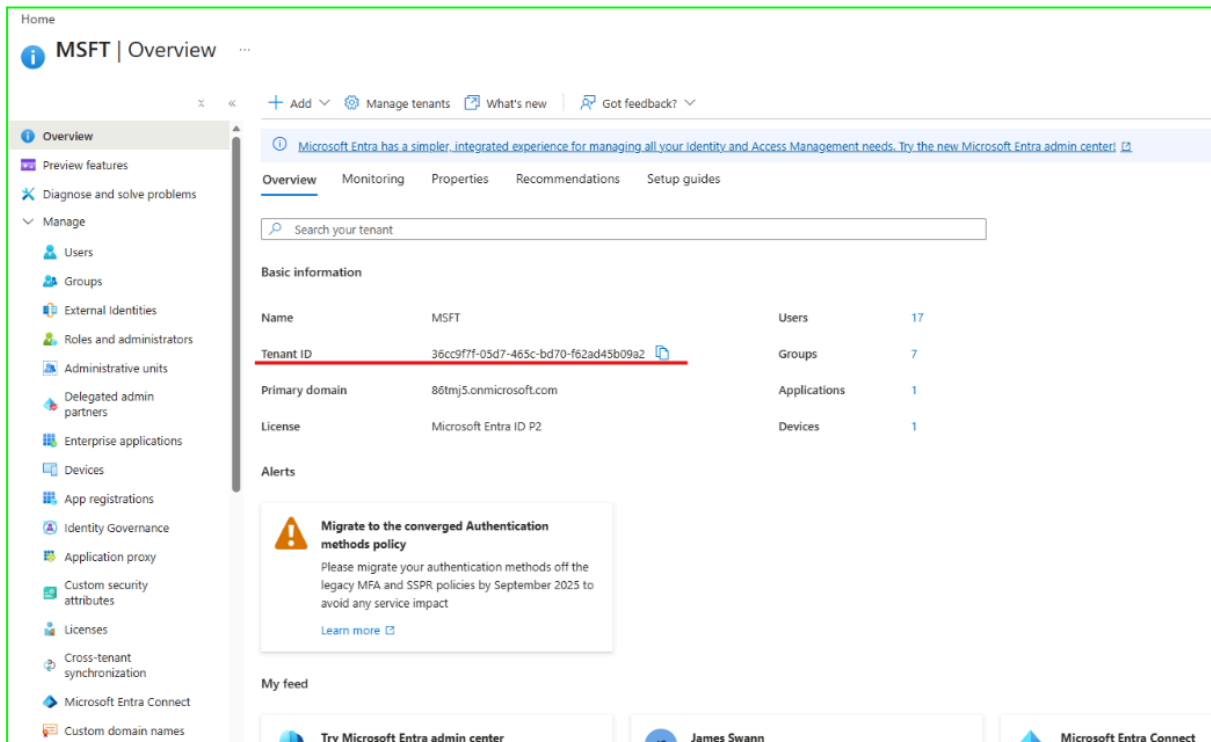 Home
MSFT | Overview ...
+ Add Manage tenants What's new Got feedback?
Overview
Preview features
Diagnose and solve problems
Manage
Users
Groups
External Identities
Roles and administrators
Administrative units
Delegated admin
partners
Enterprise applications
Devices
App registrations
Identity Governance
Application proxy
Custom security
attributes
Licenses
Cross-tenant
synchronization
Microsoft Entra Connect
Custom domain names
Microsoft Entra has a simpler, integrated experience for managing all your Identity and Access Management needs. Try the new Microsoft Entra admin center!
Overview Monitoring Properties Recommendations Setup guides
Search your tenant
Basic information
Name MSFT Users 17
Tenant ID 36cc9f7f-05d7-465c-bd70-f62ad45b09a2 Groups 7
Primary domain 86tmj5.onmicrosoft.com Applications 1
License Microsoft Entra ID P2 Devices 1
Alerts
Migrate to the converged Authentication
methods policy
Please migrate your authentication methods off the
legacy MFA and SSPR policies by September 2025 to
avoid any service impact
Learn more
My feed
Try Microsoft Entra admin center James Swann Microsoft Entra Connect